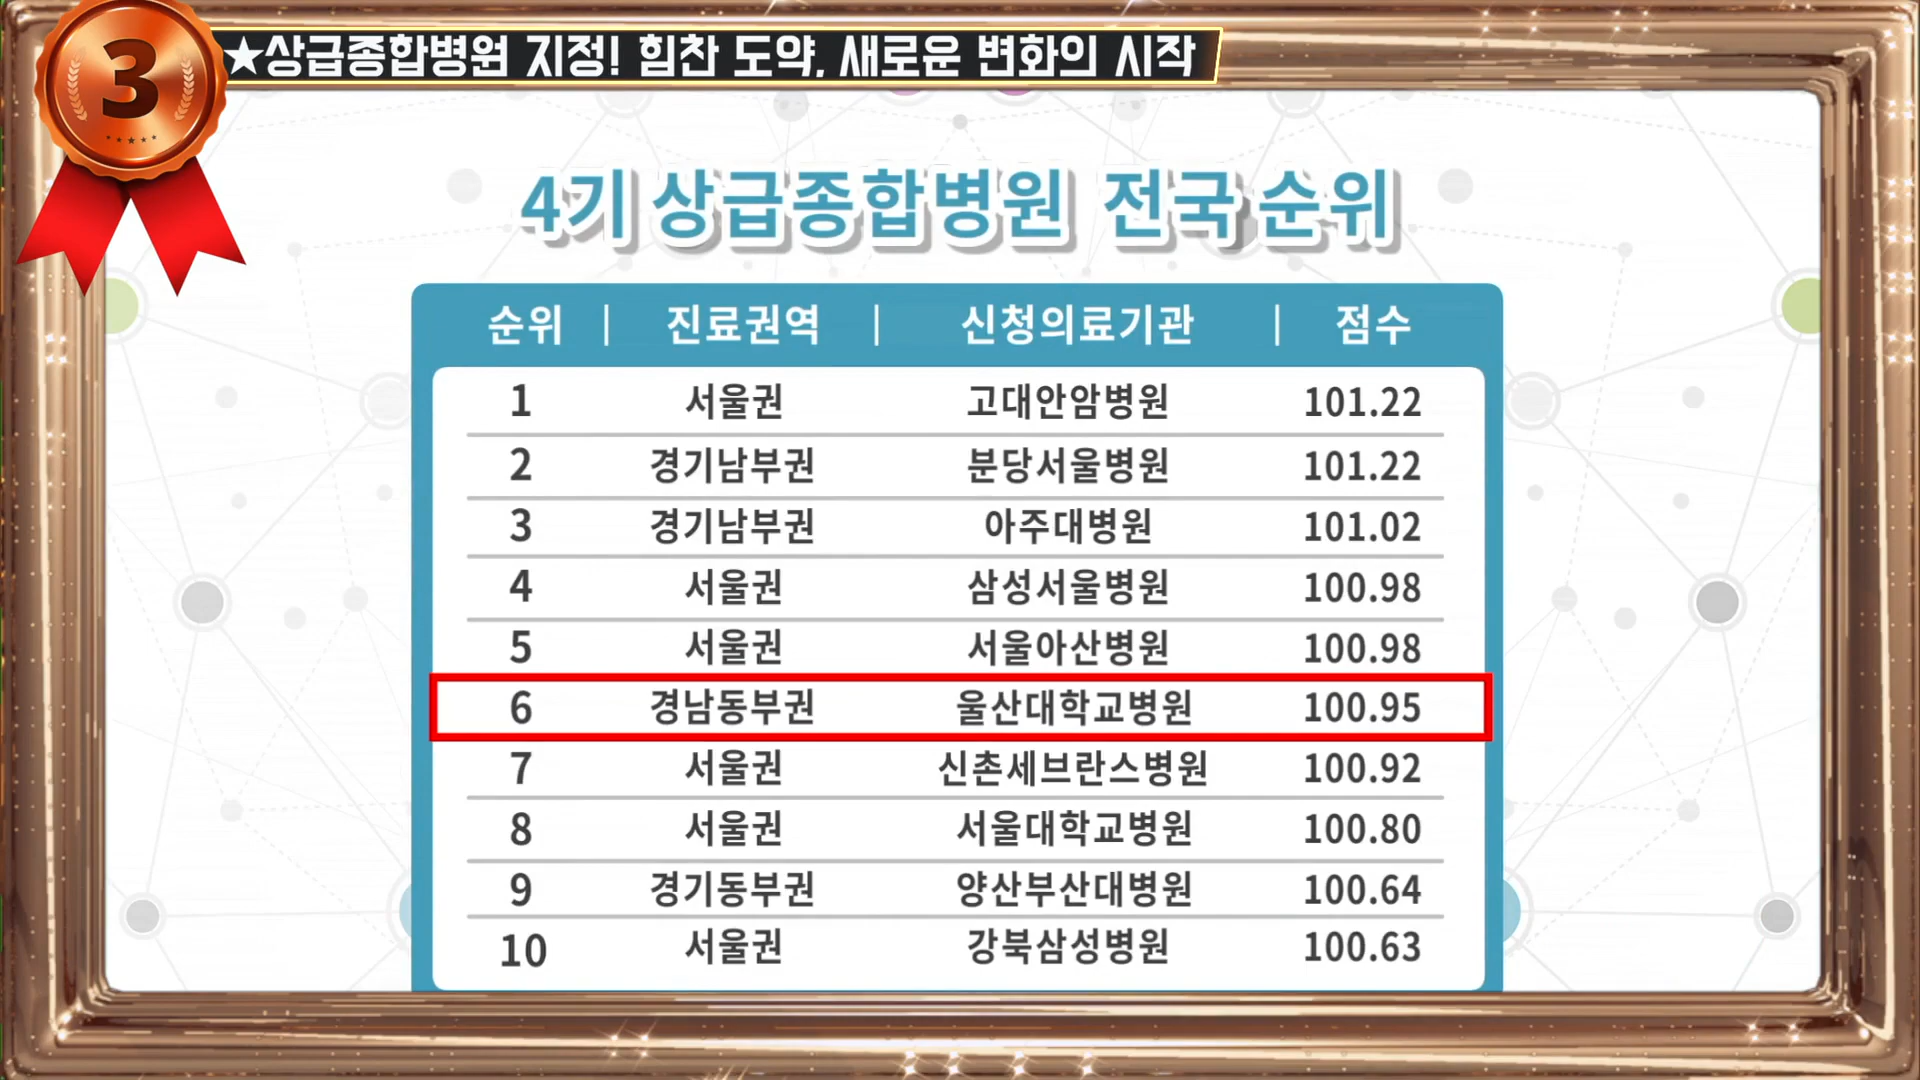 3
★상급종합병원 지정! 힘찬 도약, 새로운 변화의 시작
4기 상급종합병원 전국 순위
순위 | 진료권역 | 신청의료기관 | 점수
1 서울권 고대안암병원 101.22
2 경기남부권 분당서울병원 101.22
3 경기남부권 아주대병원 101.02
4 서울권 삼성서울병원 100.98
5 서울권 서울아산병원 100.98
6 경남동부권 울산대학교병원 100.95
7 서울권 신촌세브란스병원 100.92
8 서울권 서울대학교병원 100.80
9 경기동부권 양산부산대병원 100.64
10 서울권 강북삼성병원 100.63